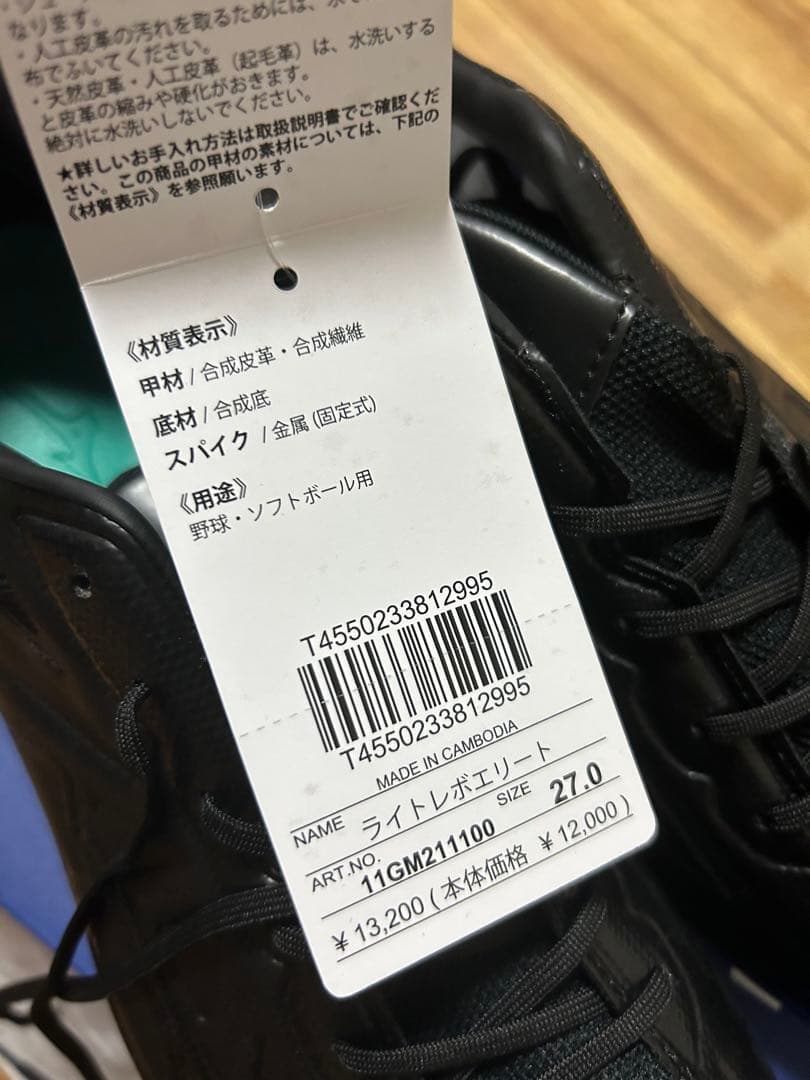 なります。
・人工皮革の汚れを取るためには、水で
布でふいてください。
・天然皮革・人工皮革（起毛革）は、水洗いする
と皮革の縮みや硬化がおきます。
絶対に水洗いしないでください。
★詳しいお手入れ方法は取扱説明書でご確認くだ
さい。この商品の甲材の素材については、下記の
《材質表示》を参照願います。
《材質表示》
甲材 / 合成皮革・合成繊維
底材 / 合成底
スパイク / 金属 (固定式)
《用途》
野球・ソフトボール用
T4550233812995
T4550233812995
MADE IN CAMBODIA
NAME ライトレボエリート
ART.NO. 11GM211100 SIZE 27.0
￥13,200 ( 本体価格 ￥12,000 )